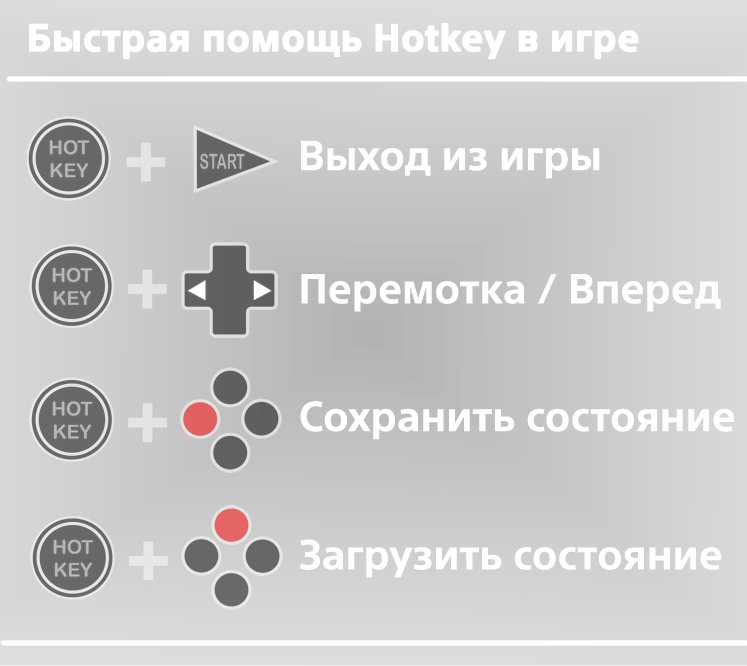 Быстрая помощь Hotkey в игре
HOT
KEY
START
Выход из игры
HOT
KEY
Перемотка / Вперед
HOT
KEY
Сохранить состояние
HOT
KEY
Загрузить состояние